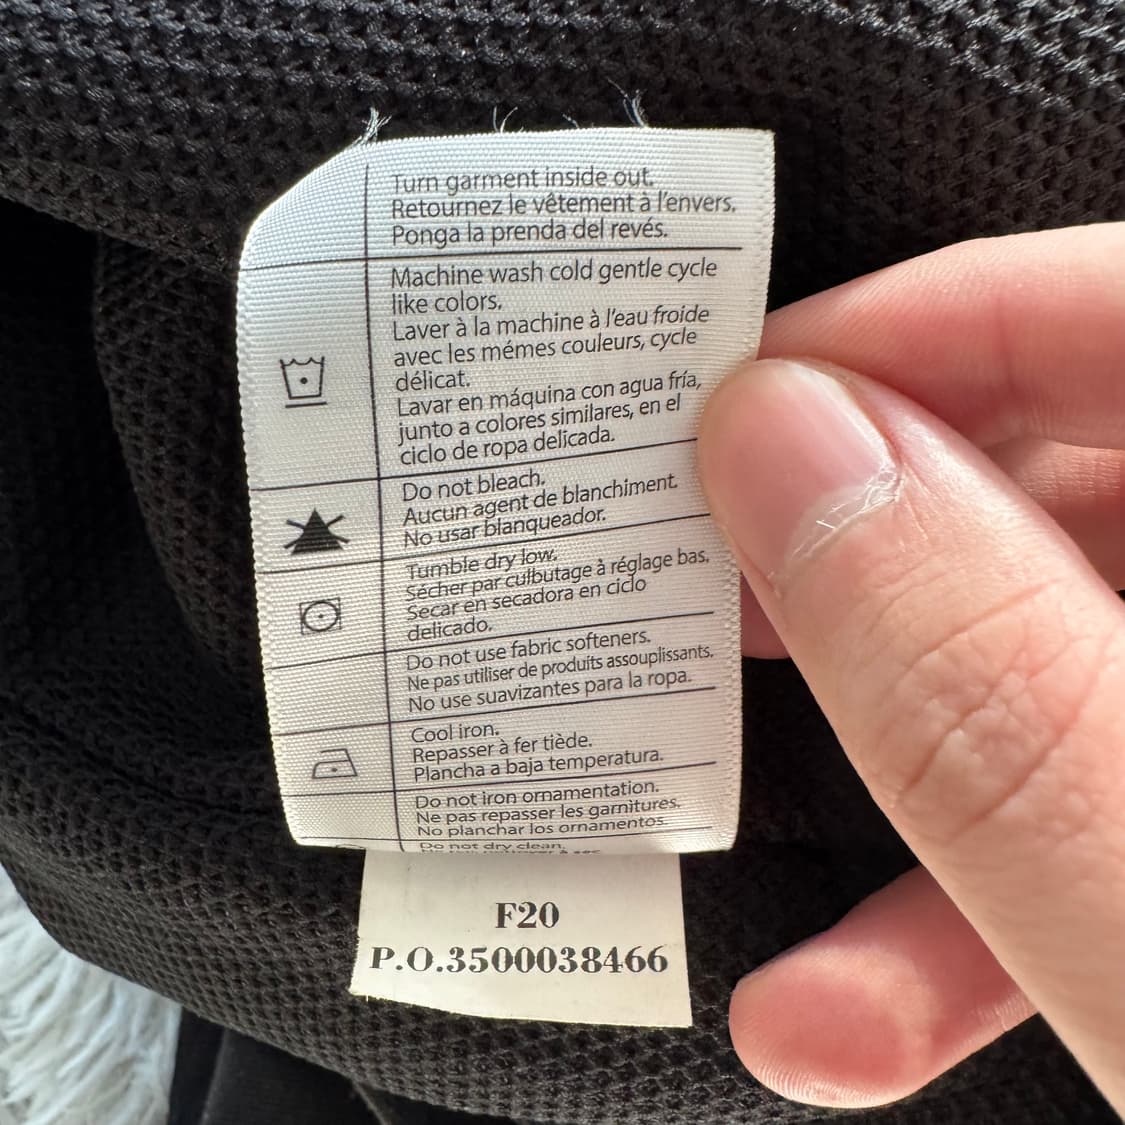 Turn garment inside out.
Retournez le vêtement à l'envers.
Ponga la prenda del revés.
Machine wash cold gentle cycle
like colors.
Laver à la machine à l'eau froide
avec les mémes couleurs, cycle
délicat.
Lavar en máquina con agua fría,
junto a colores similares, en el
ciclo de ropa delicada.
Do not bleach.
Aucun agent de blanchiment.
No usar blanqueador.
Tumble dry low.
Sécher par culbutage à réglage bas.
Secar en secadora en ciclo
delicado.
Do not use fabric softeners.
Ne pas utiliser de produits assouplissants.
No use suavizantes para la ropa.
Cool iron.
Repasser à fer tiède.
Plancha a baja temperatura.
Do not iron ornamentation.
Ne pas repasser les garnitures.
No planchar los ornamentos.
Do not dry clean.
F20
P.O.3500038466